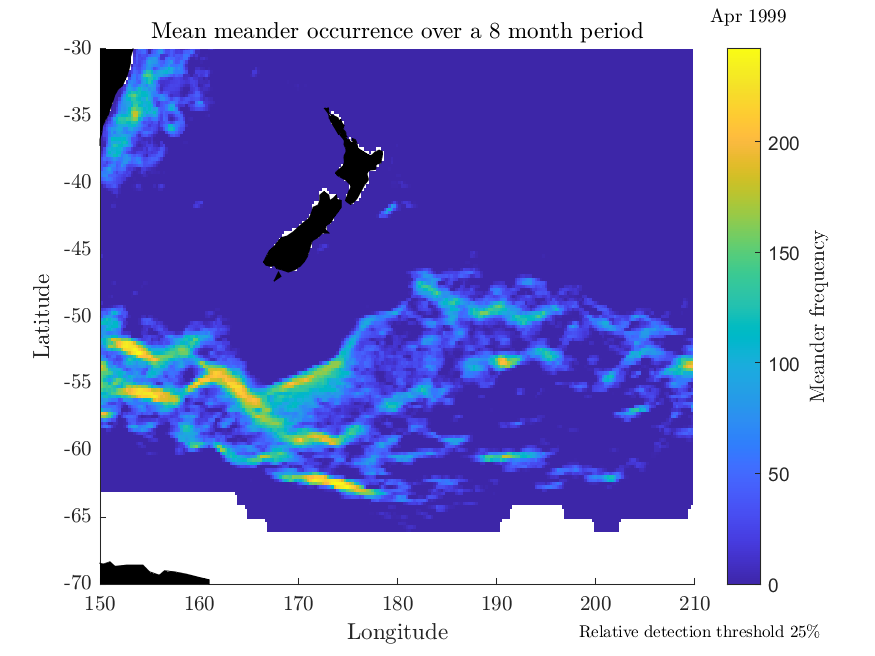 Apr 1999
Mean meander occurrence over a 8 month period
-30
-35
-40
-45
-50
-55
-60
-65
-70
Latitude
150 160 170 180 190 200 210
Longitude
200
150
100
50
0
Meander frequency
Relative detection threshold 25%